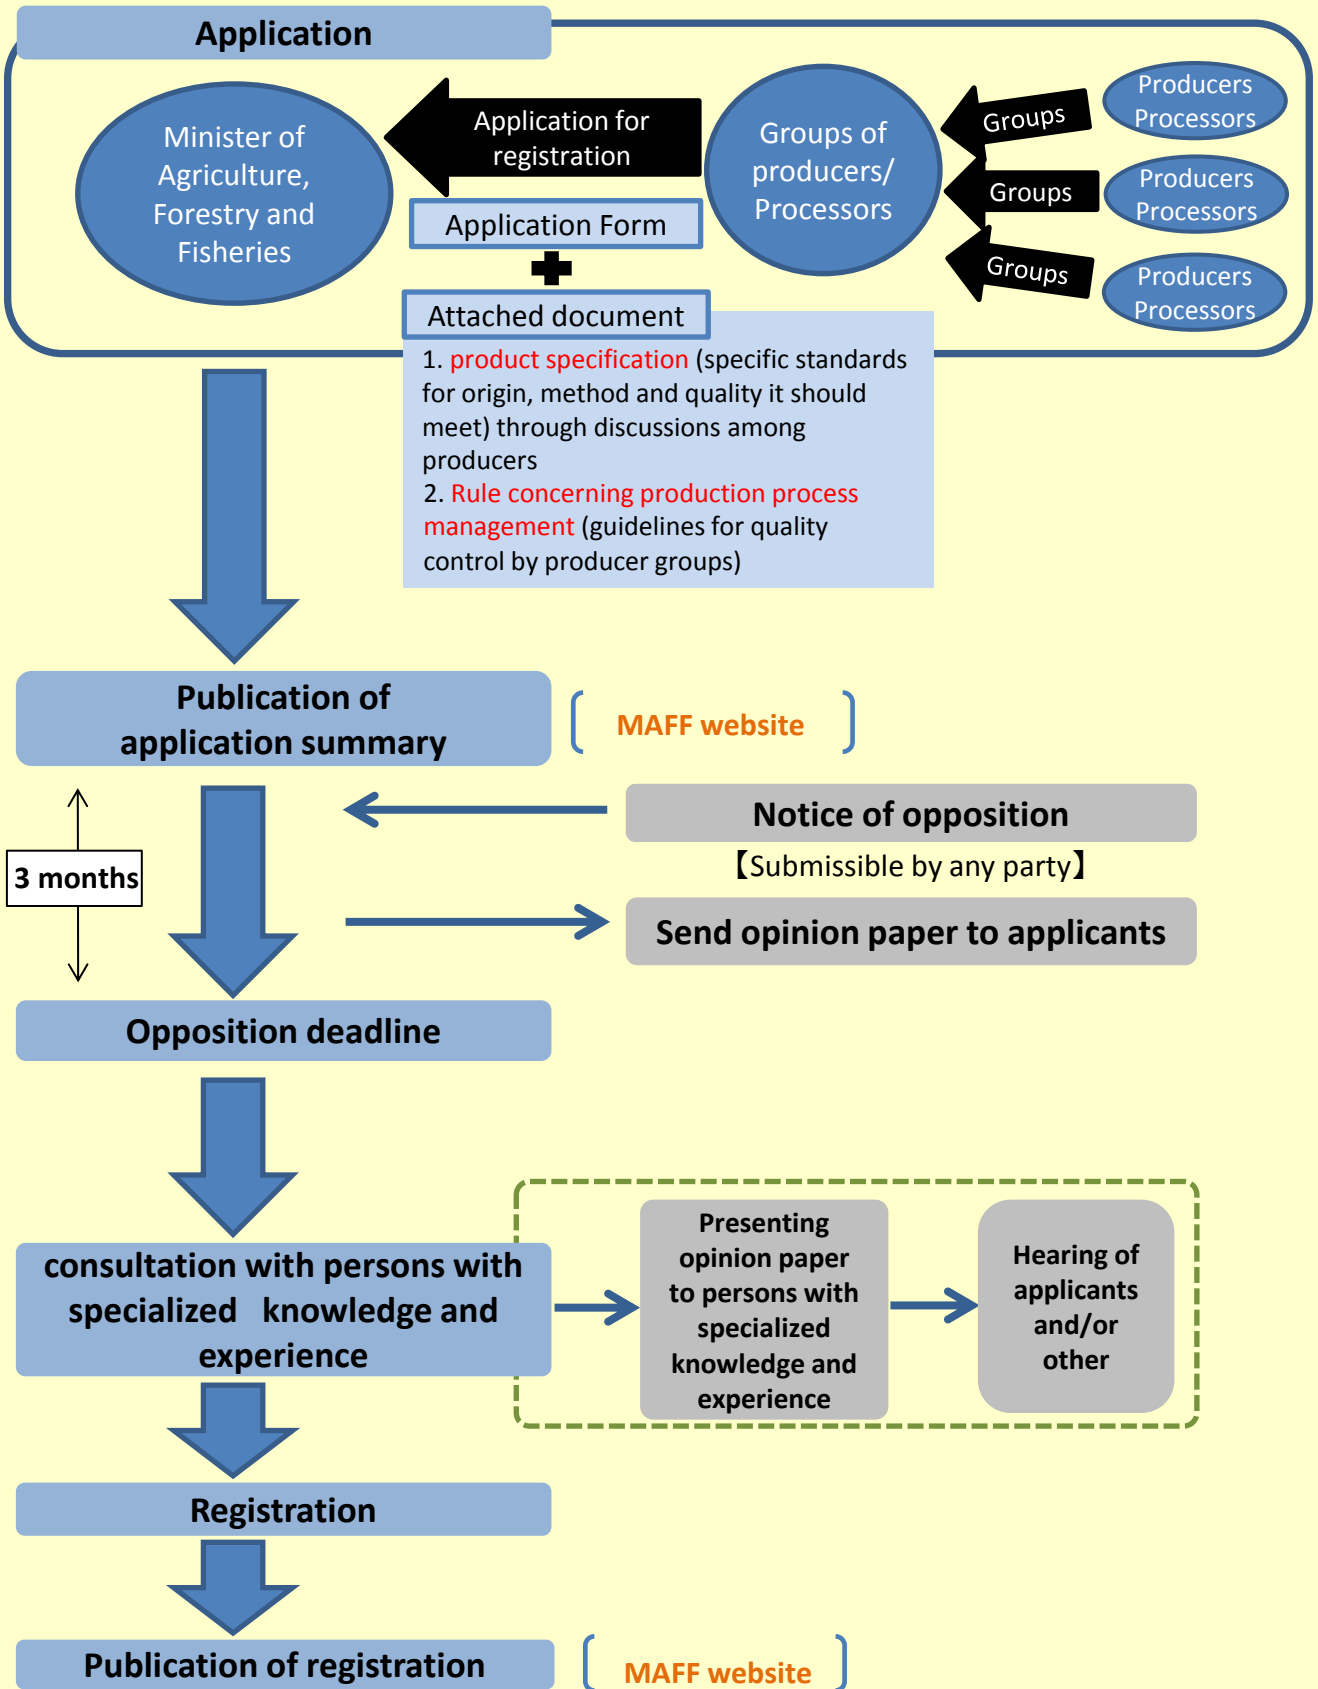 Application
Minister of
Agriculture,
Forestry and
Fisheries
Application for
registration
Application Form
Groups of
producers/
Processors
Groups
Groups
Groups
Producers
Processors
Producers
Processors
Producers
Processors
Attached document
1. product specification (specific standards
for origin, method and quality it should
meet) through discussions among
producers
2. Rule concerning production process
management (guidelines for quality
control by producer groups)
Publication of
application summary
MAFF website
3 months
Notice of opposition
【Submissible by any party】
Send opinion paper to applicants
Opposition deadline
consultation with persons with
specialized knowledge and
experience
Presenting
opinion paper
to persons with
specialized
knowledge and
experience
Hearing of
applicants
and/or
other
Registration
Publication of registration
MAFF website